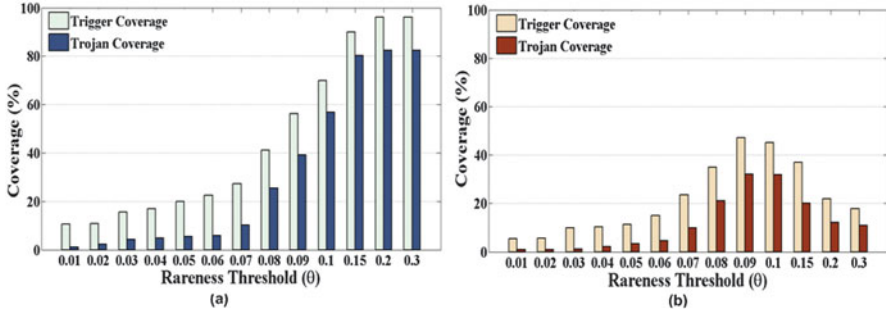 100
80
60
40
20
0
Coverage (%)
Trigger Coverage
Trojan Coverage
0.01 0.02 0.03 0.04 0.05 0.06 0.07 0.08 0.09 0.1 0.15 0.2 0.3
Rareness Threshold (θ)
(a)
100
80
60
40
20
0
Coverage (%)
Trigger Coverage
Trojan Coverage
0.01 0.02 0.03 0.04 0.05 0.06 0.07 0.08 0.09 0.1 0.15 0.2 0.3
Rareness Threshold (θ)
(b)